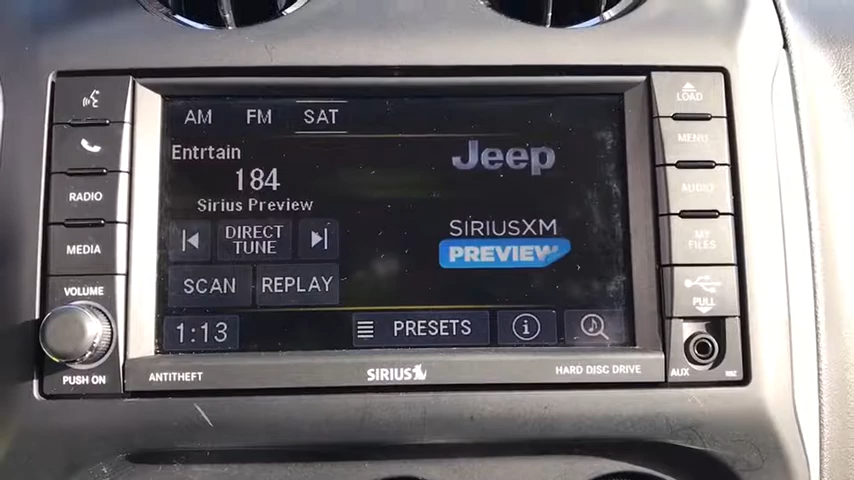 AM FM SAT
Entrtain
184
Sirius Preview
DIRECT
TUNE
SCAN REPLAY
1:13
PRESETS
i
Jeep
SIRIUSXM
PREVIEW
RADIO
MEDIA
VOLUME
PUSH ON
LOAD
MENU
AUDIO
MY
FILES
PULL
AUX RBZ
ANTITHEFT
SIRIUS
HARD DISC DRIVE